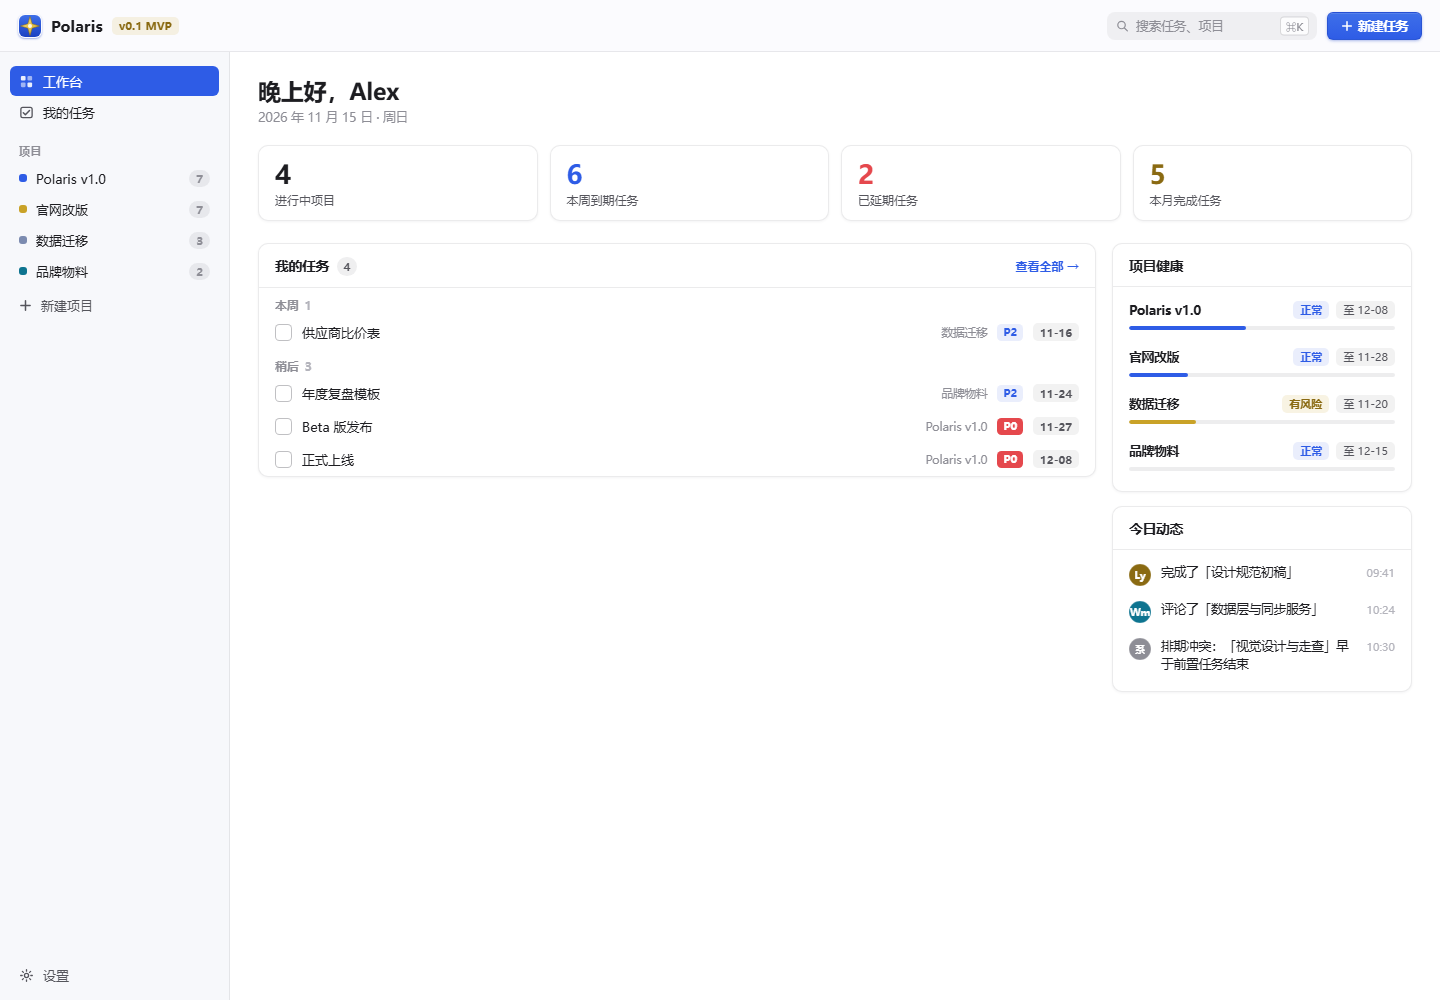 Polaris v0.1 MVP
搜索任务、项目 ⌘K
+ 新建任务
工作台
我的任务
项目
Polaris v1.0 7
官网改版 7
数据迁移 3
品牌物料 2
+ 新建项目
设置
晚上好，Alex
2026 年 11 月 15 日 · 周日
4
进行中项目
6
本周到期任务
2
已延期任务
5
本月完成任务
我的任务 4 查看全部 →
本周 1
供应商比价表 数据迁移 P2 11-16
稍后 3
年度复盘模板 品牌物料 P2 11-24
Beta 版发布 Polaris v1.0 P0 11-27
正式上线 Polaris v1.0 P0 12-08
项目健康
Polaris v1.0 正常 至 12-08
官网改版 正常 至 11-28
数据迁移 有风险 至 11-20
品牌物料 正常 至 12-15
今日动态
Ly 完成了「设计规范初稿」 09:41
Wm 评论了「数据层与同步服务」 10:24
系 排期冲突：「视觉设计与走查」早 10:30
于前置任务结束